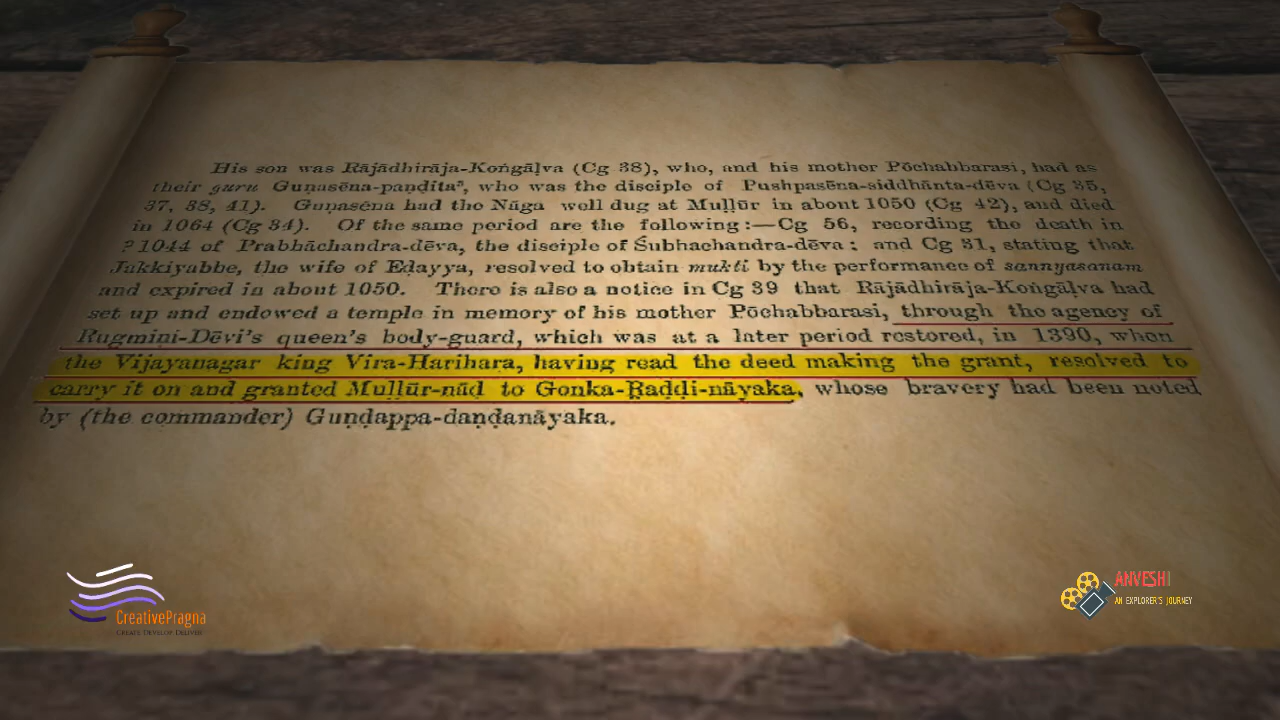 His son was Rājādhirāja-Koṅgāḷva (Cg 38), who, and his mother Pōchabbarasi, had as
their guru Guṇasēna-paṇḍita⁸, who was the disciple of Pushpasēna-siddhānta-dēva (Cg 35,
37, 38, 41). Guṇasēna had the Nāga well dug at Muḷḷūr in about 1050 (Cg 42), and died
in 1064 (Cg 34). Of the same period are the following:—Cg 56, recording the death in
? 1044 of Prabhāchandra-dēva, the disciple of Śubhachandra-dēva; and Cg 31, stating that
Jakkiyabbe, the wife of Eḍayya, resolved to obtain mukti by the performance of sannyasanam
and expired in about 1050. There is also a notice in Cg 39 that Rājādhirāja-Koṅgāḷva had
set up and endowed a temple in memory of his mother Pōchabbarasi, through the agency of
Rugmini-Dēvi's queen's body-guard, which was at a later period restored, in 1390, when
the Vijayanagar king Vira-Harihara, having read the deed making the grant, resolved to
carry it on and granted Muḷḷūr-nāḍ to Gonka-Raḍḍi-nāyaka, whose bravery had been noted
by (the commander) Guṇḍappa-daṇḍanāyaka.
CreativePragna
CREATE DEVELOP DELIVER
ANVESHI
AN EXPLORER'S JOURNEY